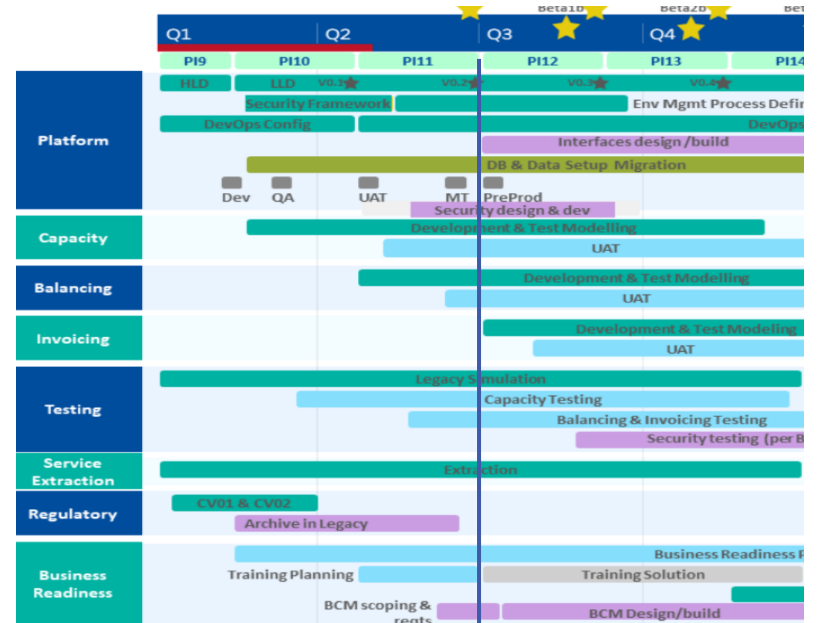 Beta1b Beta2b Bet
Q1 Q2 Q3 Q4
PI9 PI10 PI11 PI12 PI13 PI14
Platform
HLD LLD V0.1 V0.2 V0.3 V0.4
Security Framework Env Mgmt Process Defin
DevOps Config DevOps
Interfaces design /build
DB & Data Setup Migration
Dev QA UAT MT PreProd
Security design & dev
Capacity
Development & Test Modelling
UAT
Balancing
Development & Test Modelling
UAT
Invoicing
Development & Test Modeling
UAT
Testing
Legacy Simulation
Capacity Testing
Balancing & Invoicing Testing
Security testing (per B
Service
Extraction
Extraction
Regulatory
CV01 & CV02
Archive in Legacy
Business
Readiness
Business Readiness P
Training Planning Training Solution
BCM scoping &
reqts
BCM Design/build